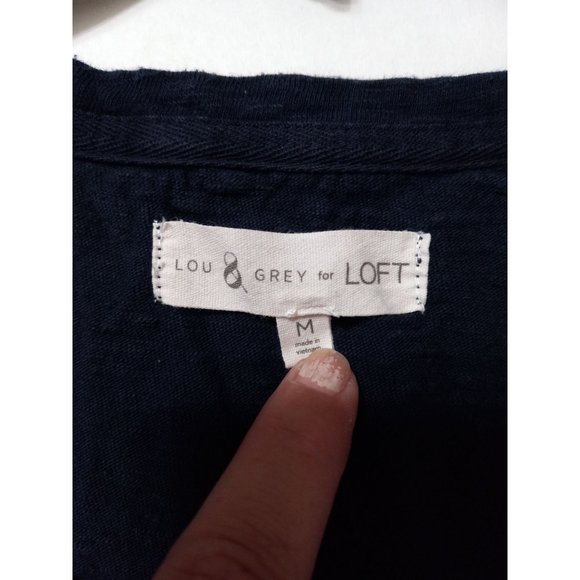 LOU & GREY for LOFT
M
made in
vietnam